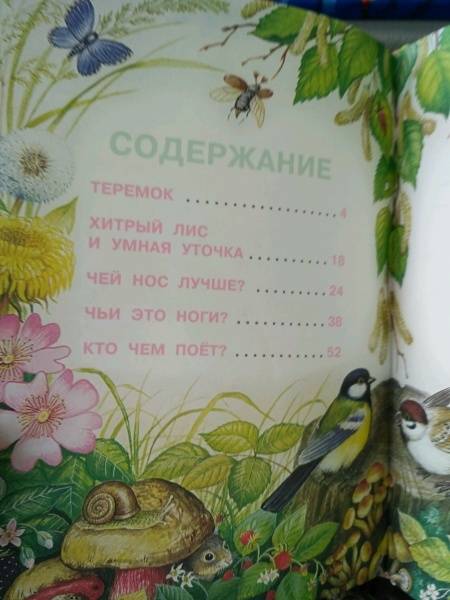 СОДЕРЖАНИЕ
ТЕРЕМОК ..................4
ХИТРЫЙ ЛИС
И УМНАЯ УТОЧКА..........18
ЧЕЙ НОС ЛУЧШЕ? .........24
ЧЬИ ЭТО НОГИ? ...........38
КТО ЧЕМ ПОЁТ? ...........52